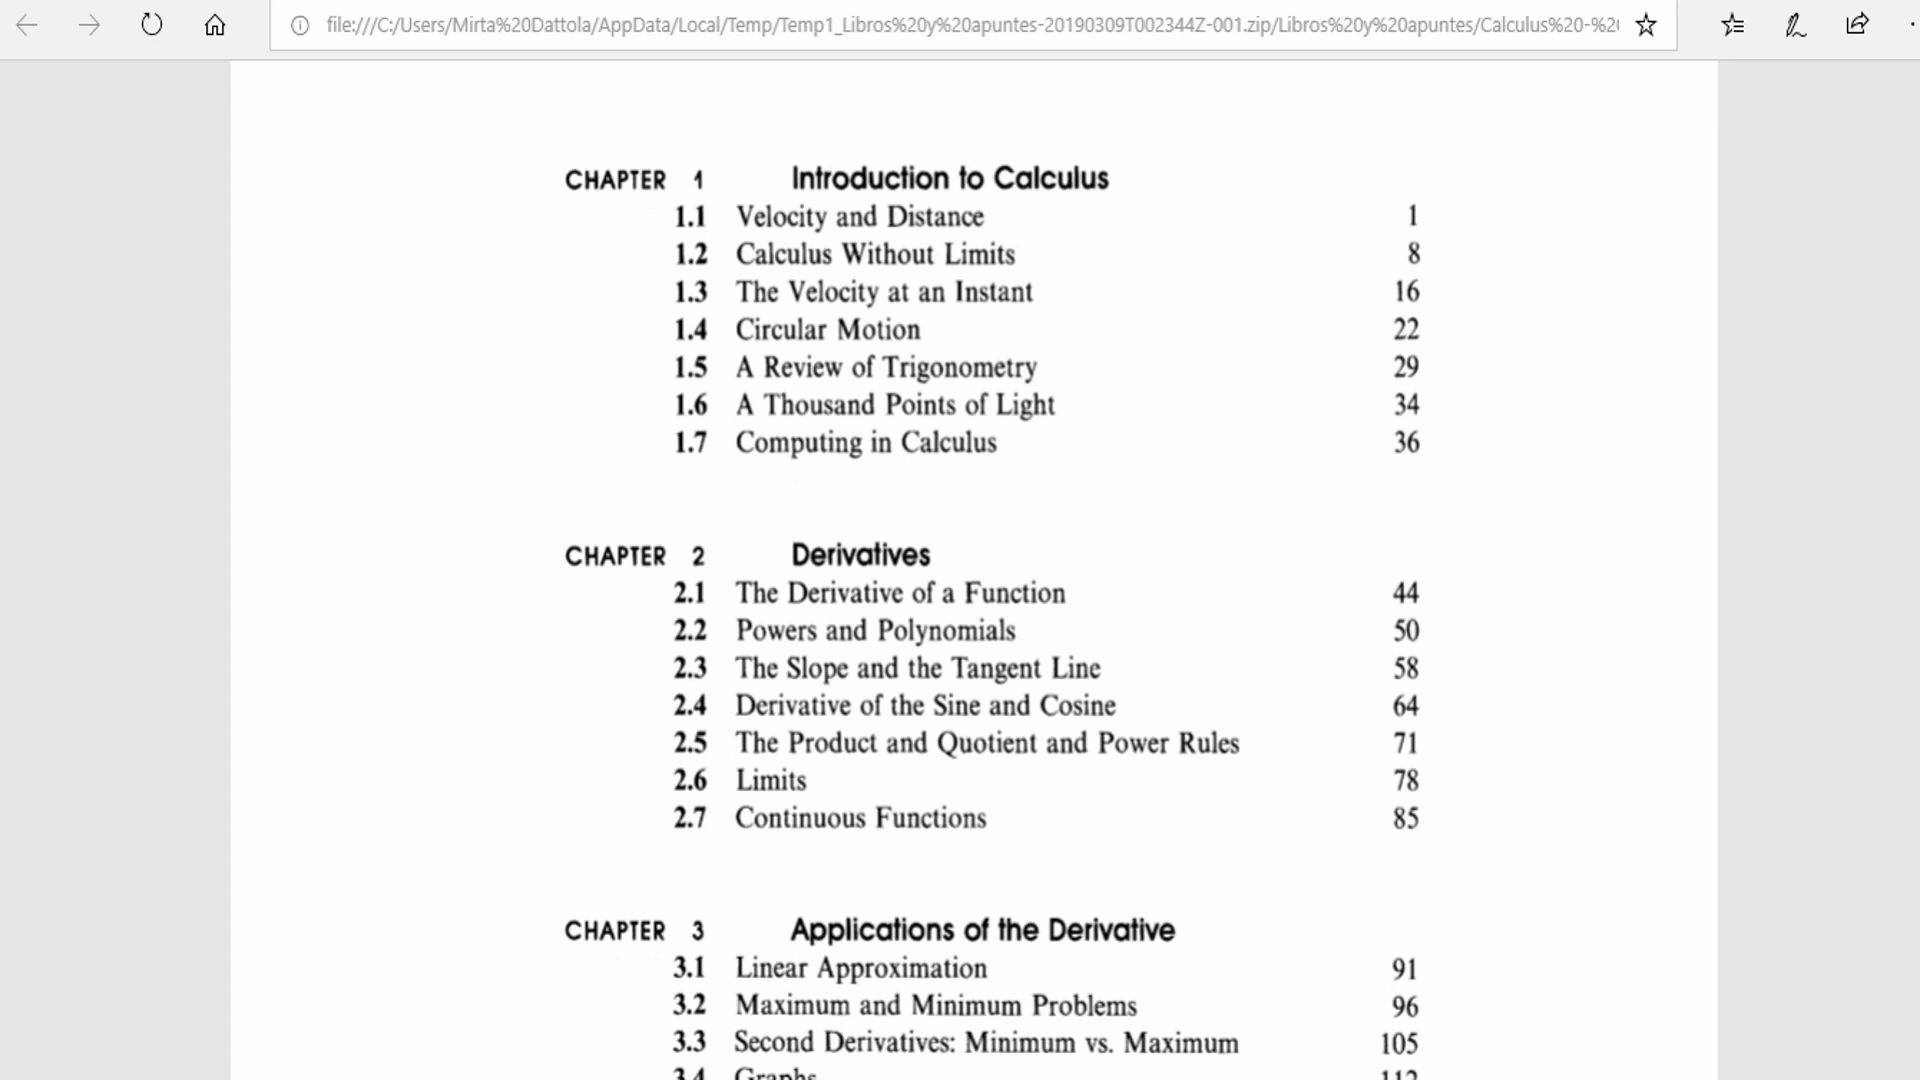 file:///C:/Users/Mirta%20Dattola/AppData/Local/Temp/Temp1_Libros%20y%20apuntes-20190309T002344Z-001.zip/Libros%20y%20apuntes/Calculus%20-%20
CHAPTER 1 Introduction to Calculus
1.1 Velocity and Distance 1
1.2 Calculus Without Limits 8
1.3 The Velocity at an Instant 16
1.4 Circular Motion 22
1.5 A Review of Trigonometry 29
1.6 A Thousand Points of Light 34
1.7 Computing in Calculus 36
CHAPTER 2 Derivatives
2.1 The Derivative of a Function 44
2.2 Powers and Polynomials 50
2.3 The Slope and the Tangent Line 58
2.4 Derivative of the Sine and Cosine 64
2.5 The Product and Quotient and Power Rules 71
2.6 Limits 78
2.7 Continuous Functions 85
CHAPTER 3 Applications of the Derivative
3.1 Linear Approximation 91
3.2 Maximum and Minimum Problems 96
3.3 Second Derivatives: Minimum vs. Maximum 105
3.4 Graphs 112